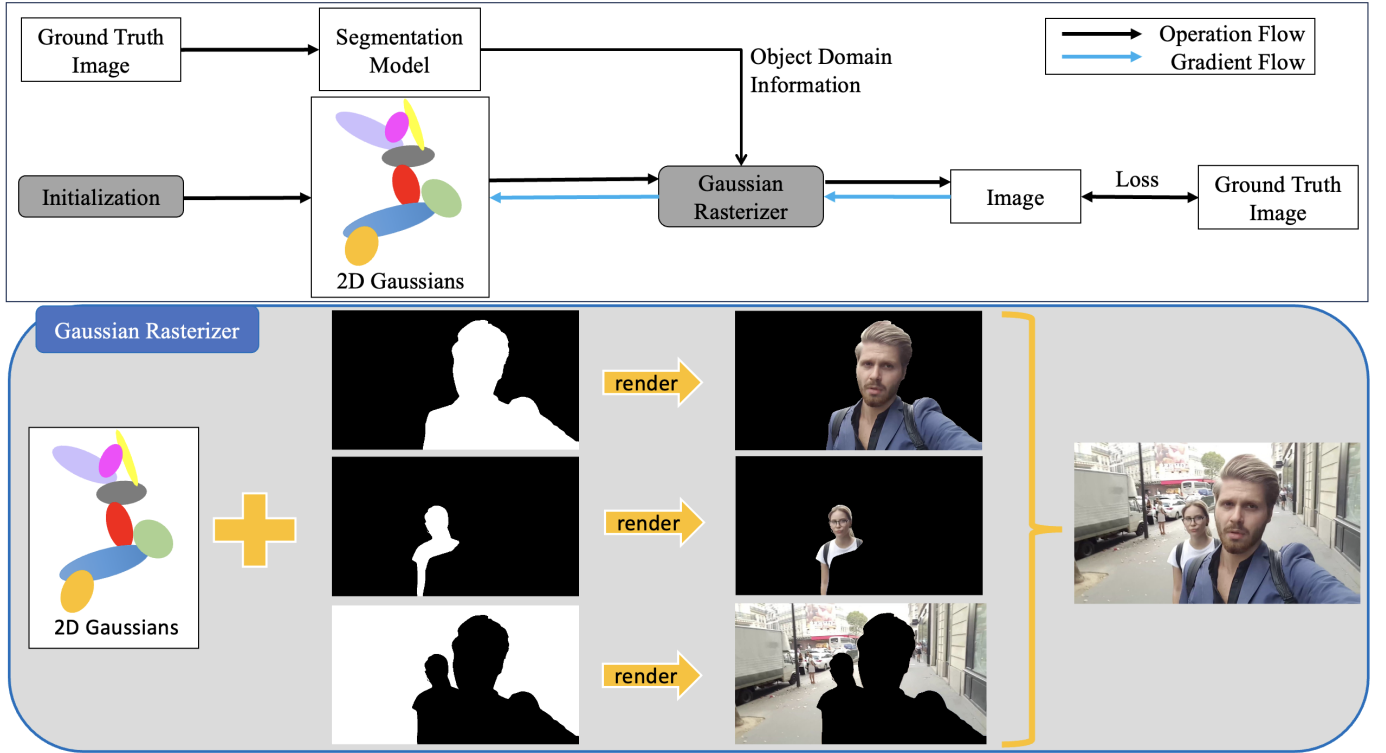 Ground Truth
Image
Segmentation
Model
Object Domain
Information
Operation Flow
Gradient Flow
Initialization
2D Gaussians
Gaussian
Rasterizer
Image
Loss
Ground Truth
Image
Gaussian Rasterizer
2D Gaussians
render
render
render